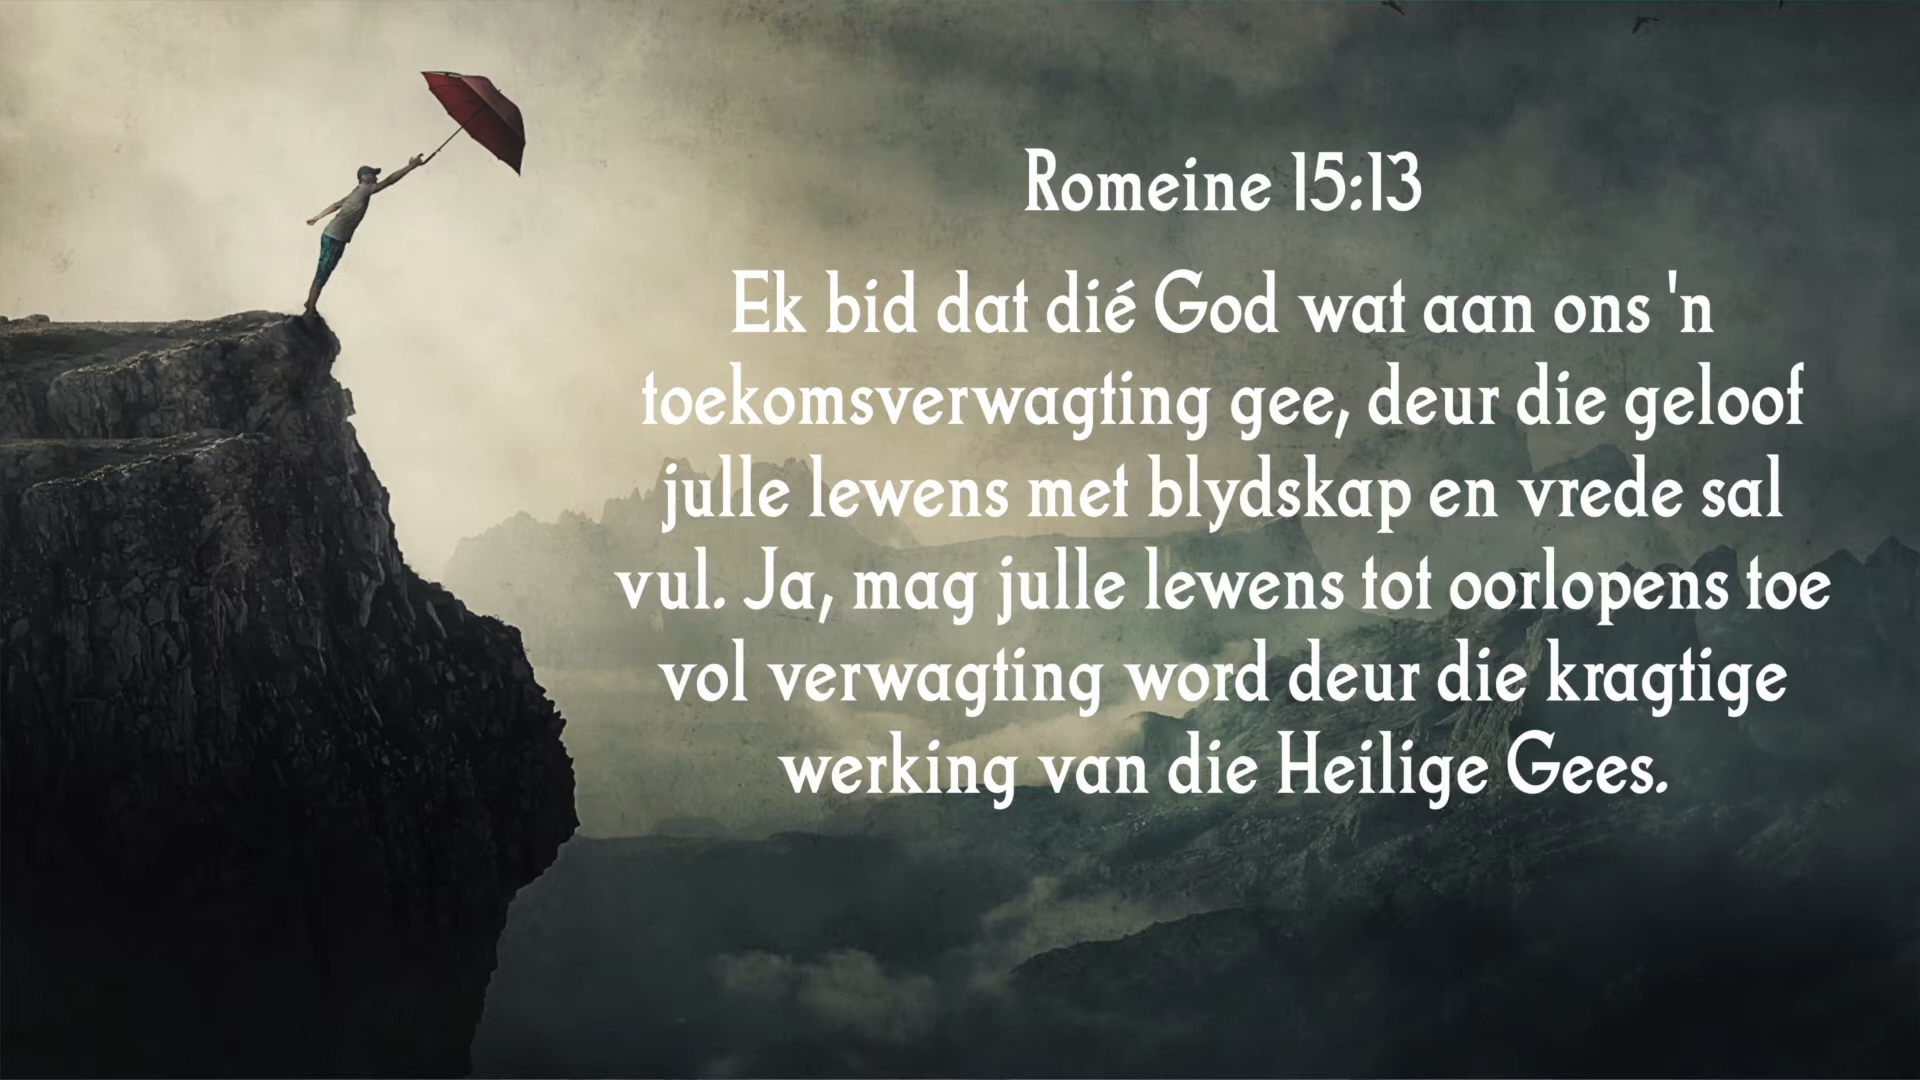 Romeine 15:13
Ek bid dat dié God wat aan ons 'n
toekomsverwagting gee, deur die geloof
julle lewens met blydskap en vrede sal
vul. Ja, mag julle lewens tot oorlopens toe
vol verwagting word deur die kragtige
werking van die Heilige Gees.